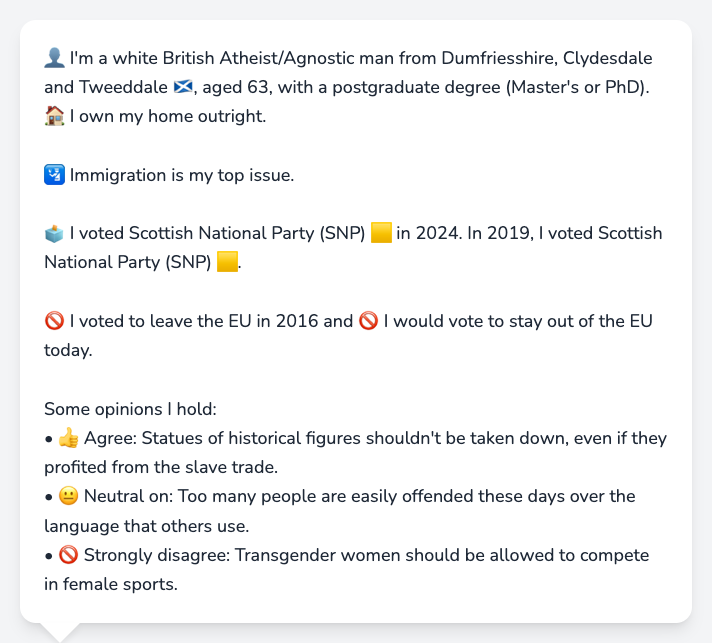 👤 I'm a white British Atheist/Agnostic man from Dumfriesshire, Clydesdale
and Tweeddale 🏴󠁧󠁢󠁳󠁣󠁴󠁿, aged 63, with a postgraduate degree (Master's or PhD).
🏠 I own my home outright.
🛂 Immigration is my top issue.
🗳️ I voted Scottish National Party (SNP) 🟨 in 2024. In 2019, I voted Scottish
National Party (SNP) 🟨.
🚫 I voted to leave the EU in 2016 and 🚫 I would vote to stay out of the EU
today.
Some opinions I hold:
• 👍 Agree: Statues of historical figures shouldn't be taken down, even if they
profited from the slave trade.
• 😐 Neutral on: Too many people are easily offended these days over the
language that others use.
• 🚫 Strongly disagree: Transgender women should be allowed to compete
in female sports.